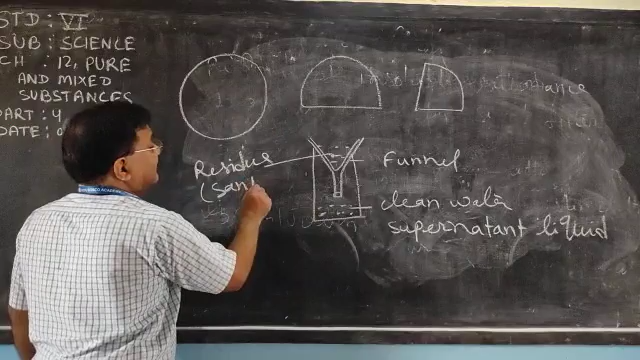 STD : VI
SUB : SCIENCE
CH : 12, PURE
AND MIXED
SUBSTANCES
PART : 4
DATE :
Residue
(San
Funnel
clean water
supernatant liquid